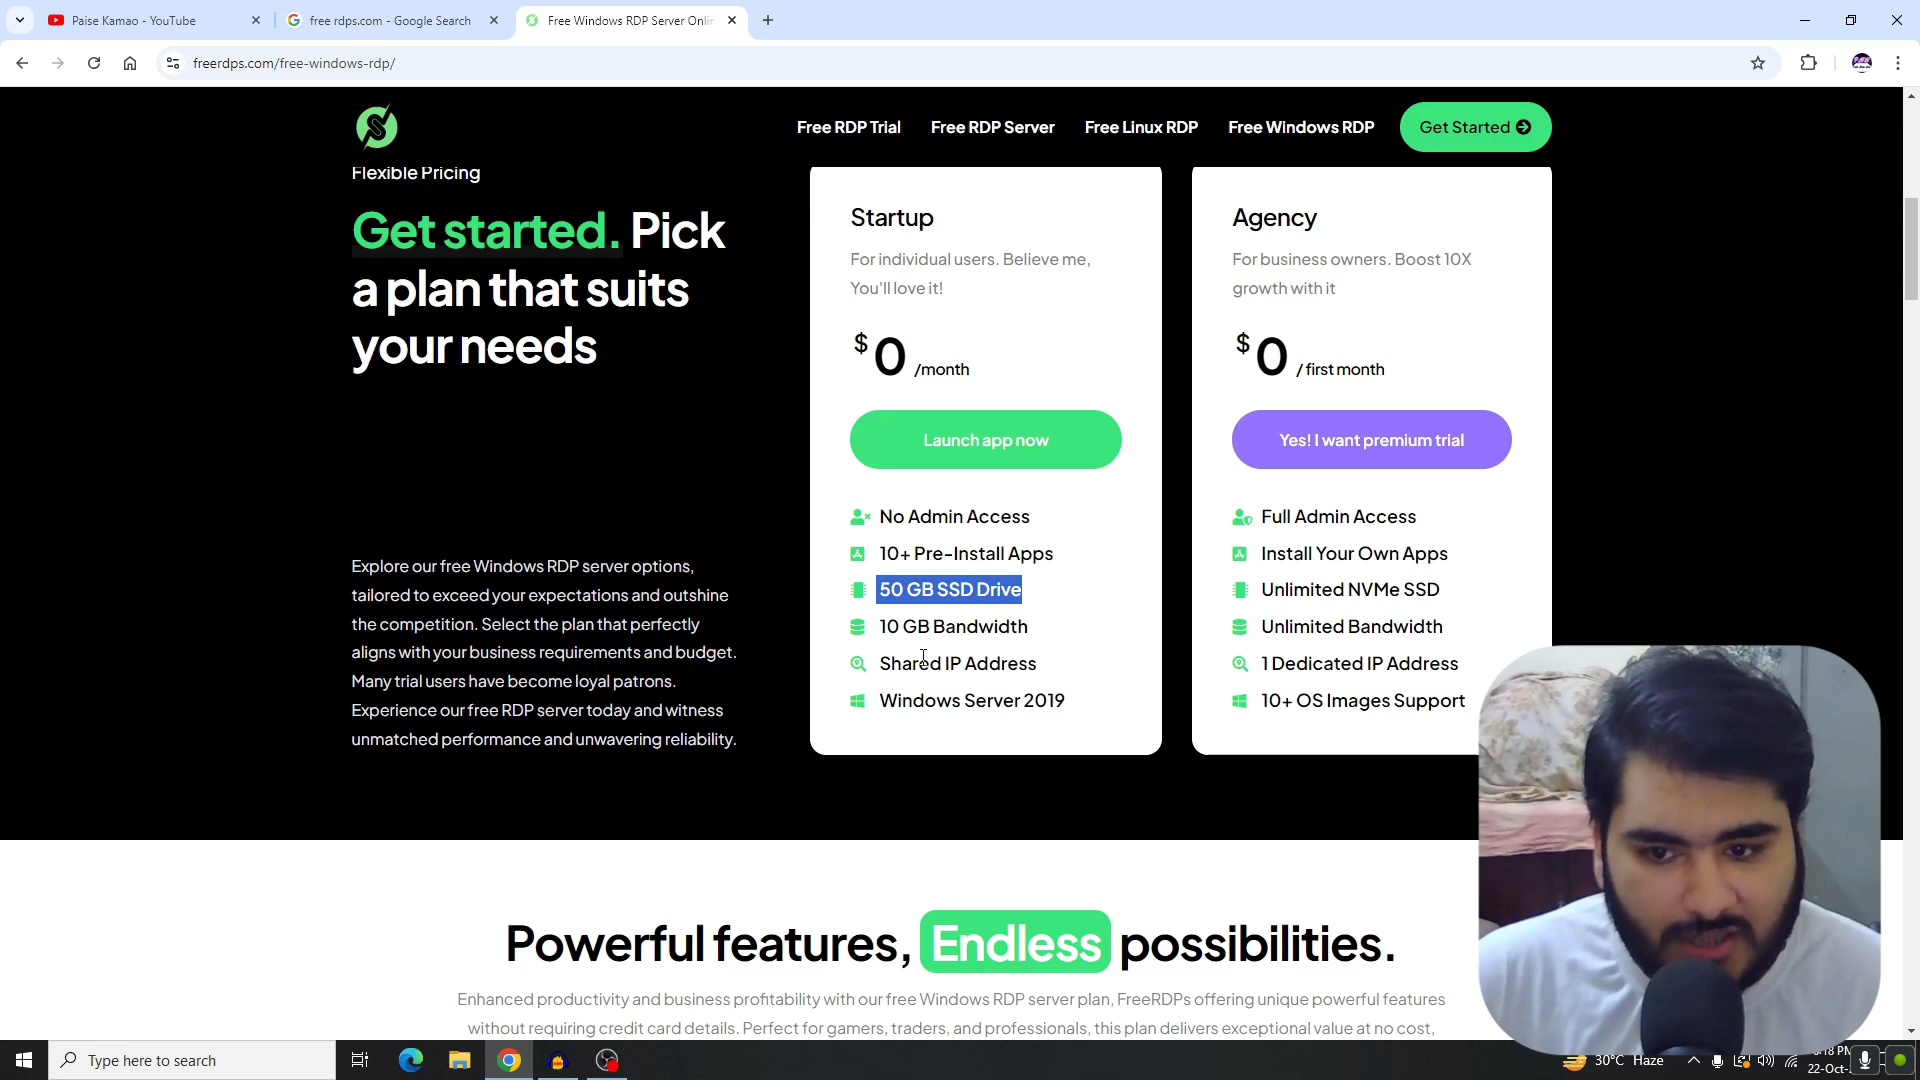 Paise Kamao - YouTube
free rdps.com - Google Search
Free Windows RDP Server Onlin
freerdps.com/free-windows-rdp/
Free RDP Trial
Free RDP Server
Free Linux RDP
Free Windows RDP
Get Started
Flexible Pricing
Get started. Pick
a plan that suits
your needs
Explore our free Windows RDP server options,
tailored to exceed your expectations and outshine
the competition. Select the plan that perfectly
aligns with your business requirements and budget.
Many trial users have become loyal patrons.
Experience our free RDP server today and witness
unmatched performance and unwavering reliability.
Startup
For individual users. Believe me,
You'll love it!
$0 /month
Launch app now
No Admin Access
10+ Pre-Install Apps
50 GB SSD Drive
10 GB Bandwidth
Shared IP Address
Windows Server 2019
Agency
For business owners. Boost 10X
growth with it
$0 / first month
Yes! I want premium trial
Full Admin Access
Install Your Own Apps
Unlimited NVMe SSD
Unlimited Bandwidth
1 Dedicated IP Address
10+ OS Images Support
Powerful features, Endless possibilities.
Enhanced productivity and business profitability with our free Windows RDP server plan, FreeRDPs offering unique powerful features
without requiring credit card details. Perfect for gamers, traders, and professionals, this plan delivers exceptional value at no cost,
Type here to search
30°C Haze
22-Oct-